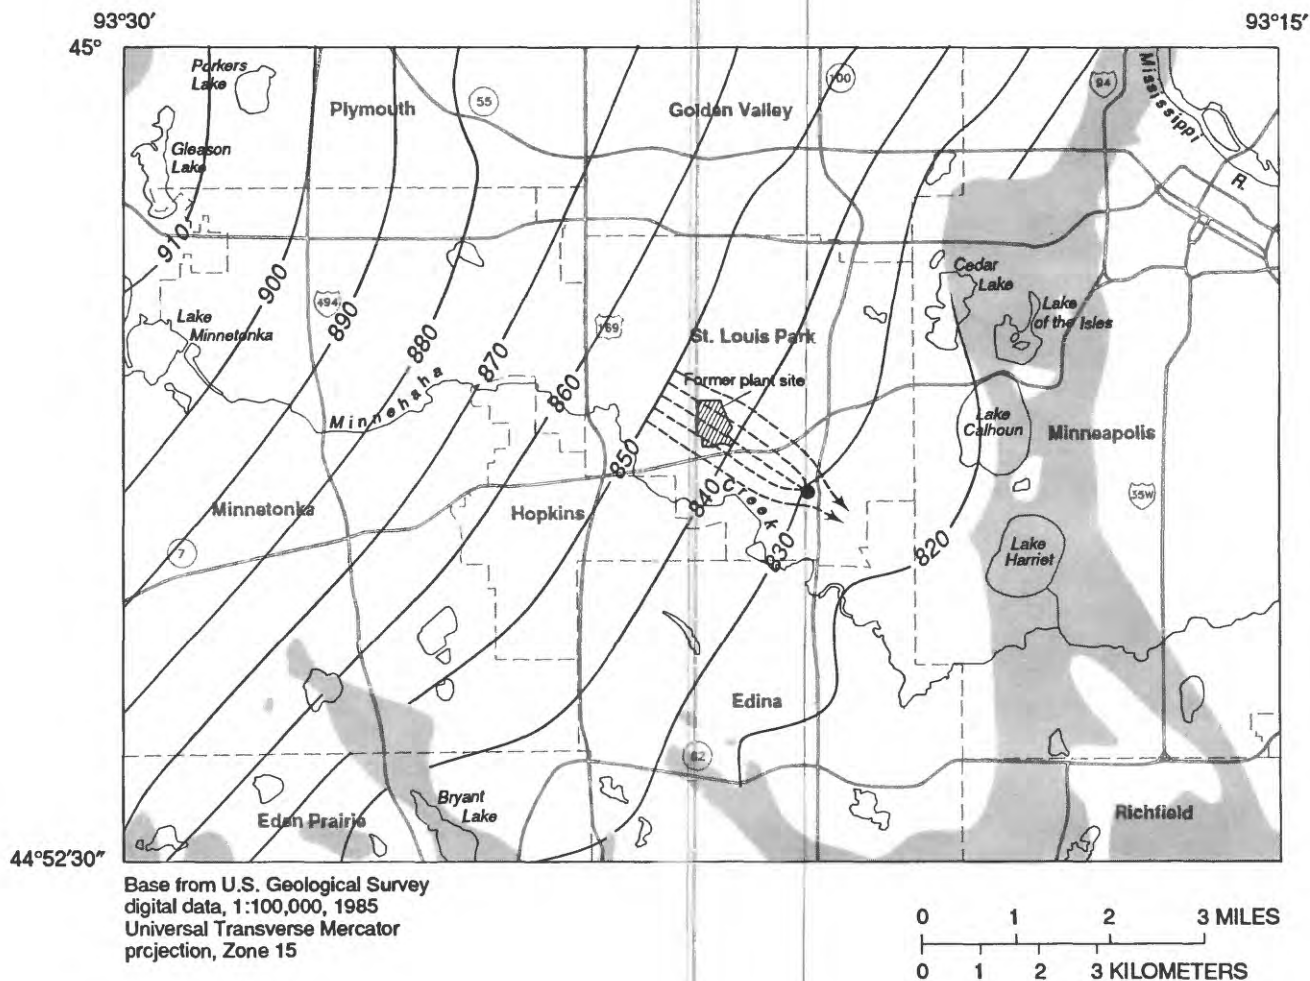 93°30′
93°15′
45°
Porkers
Lake
Plymouth
55
Golden Valley
100
94
Mississippi
R.
Gleason
Lake
910
900
890
880
870
860
850
840
830
820
494
169
Lake
Minnetonka
Minnehaha
Creek
St. Louis Park
Former plant site
Cedar
Lake
Lake
of the Isles
Lake
Calhoun
Minneapolis
35W
Minnetonka
Hopkins
7
Lake
Harriet
Edina
62
Bryant
Lake
Eden Prairie
Richfield
44°52′30″
Base from U.S. Geological Survey
digital data, 1:100,000, 1985
Universal Transverse Mercator
prcjection, Zone 15
0 1 2 3 MILES
0 1 2 3 KILOMETERS